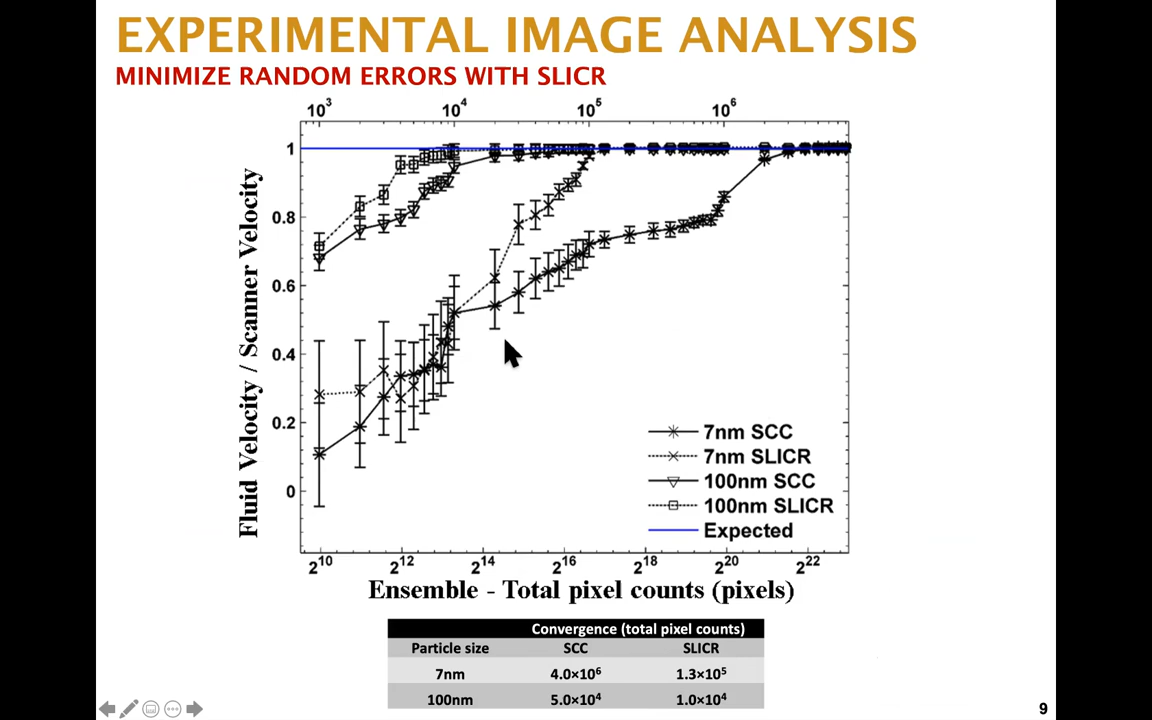 EXPERIMENTAL IMAGE ANALYSIS
MINIMIZE RANDOM ERRORS WITH SLICR
10³ 10⁴ 10⁵ 10⁶
Fluid Velocity / Scanner Velocity
1
0.8
0.6
0.4
0.2
0
7nm SCC
7nm SLICR
100nm SCC
100nm SLICR
Expected
2¹⁰ 2¹² 2¹⁴ 2¹⁶ 2¹⁸ 2²⁰ 2²²
Ensemble - Total pixel counts (pixels)
Convergence (total pixel counts)
Particle size SCC SLICR
7nm 4.0×10⁶ 1.3×10⁵
100nm 5.0×10⁴ 1.0×10⁴
9